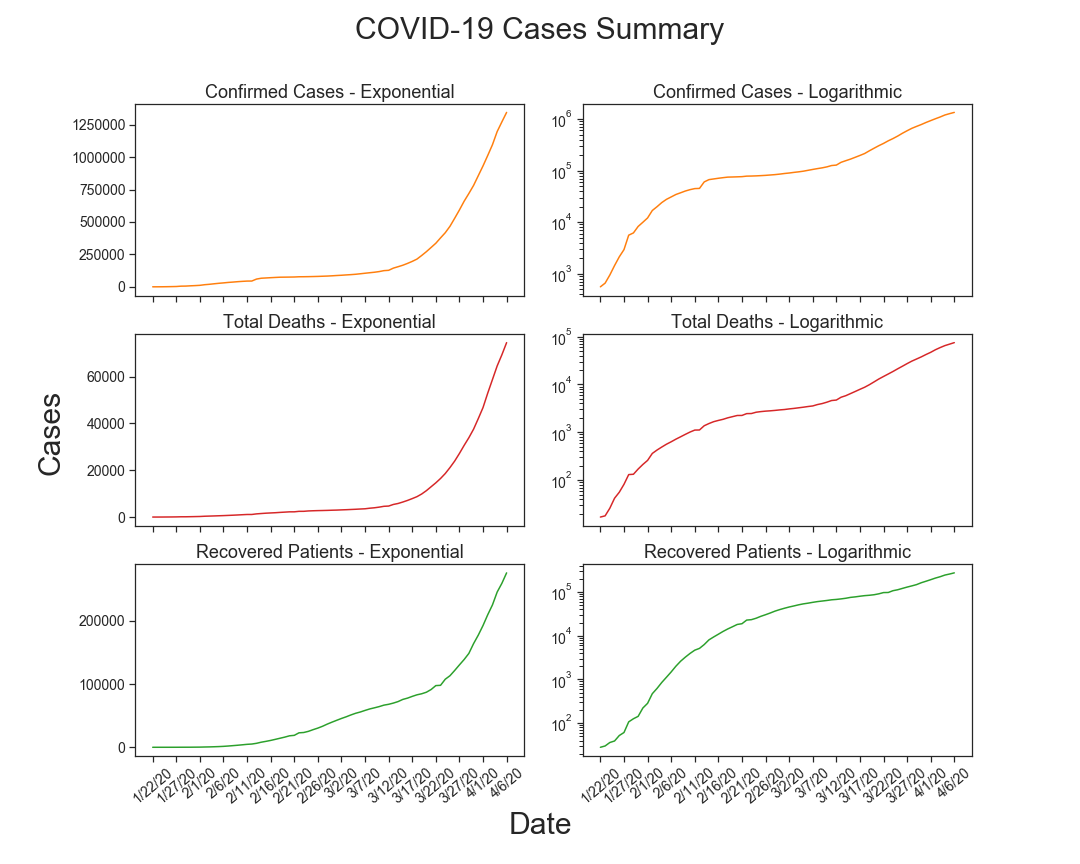 COVID-19 Cases Summary
Confirmed Cases - Exponential
1250000
1000000
750000
500000
250000
0
Confirmed Cases - Logarithmic
10^6
10^5
10^4
10^3
Total Deaths - Exponential
60000
40000
20000
0
Total Deaths - Logarithmic
10^5
10^4
10^3
10^2
Cases
Recovered Patients - Exponential
200000
100000
0
1/22/20 1/27/20 2/1/20 2/6/20 2/11/20 2/16/20 2/21/20 2/26/20 3/2/20 3/7/20 3/12/20 3/17/20 3/22/20 3/27/20 4/1/20 4/6/20
Recovered Patients - Logarithmic
10^5
10^4
10^3
10^2
1/22/20 1/27/20 2/1/20 2/6/20 2/11/20 2/16/20 2/21/20 2/26/20 3/2/20 3/7/20 3/12/20 3/17/20 3/22/20 3/27/20 4/1/20 4/6/20
Date